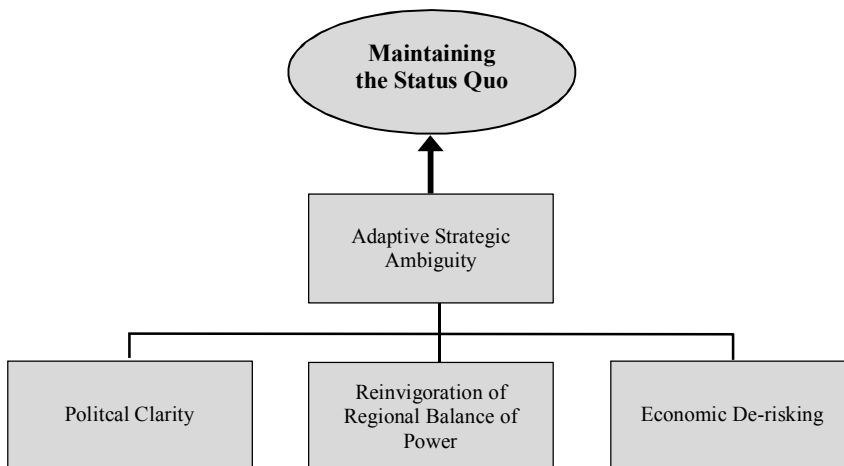 Maintaining
the Status Quo
Adaptive Strategic
Ambiguity
Politcal Clarity
Reinvigoration of
Regional Balance of
Power
Economic De-risking